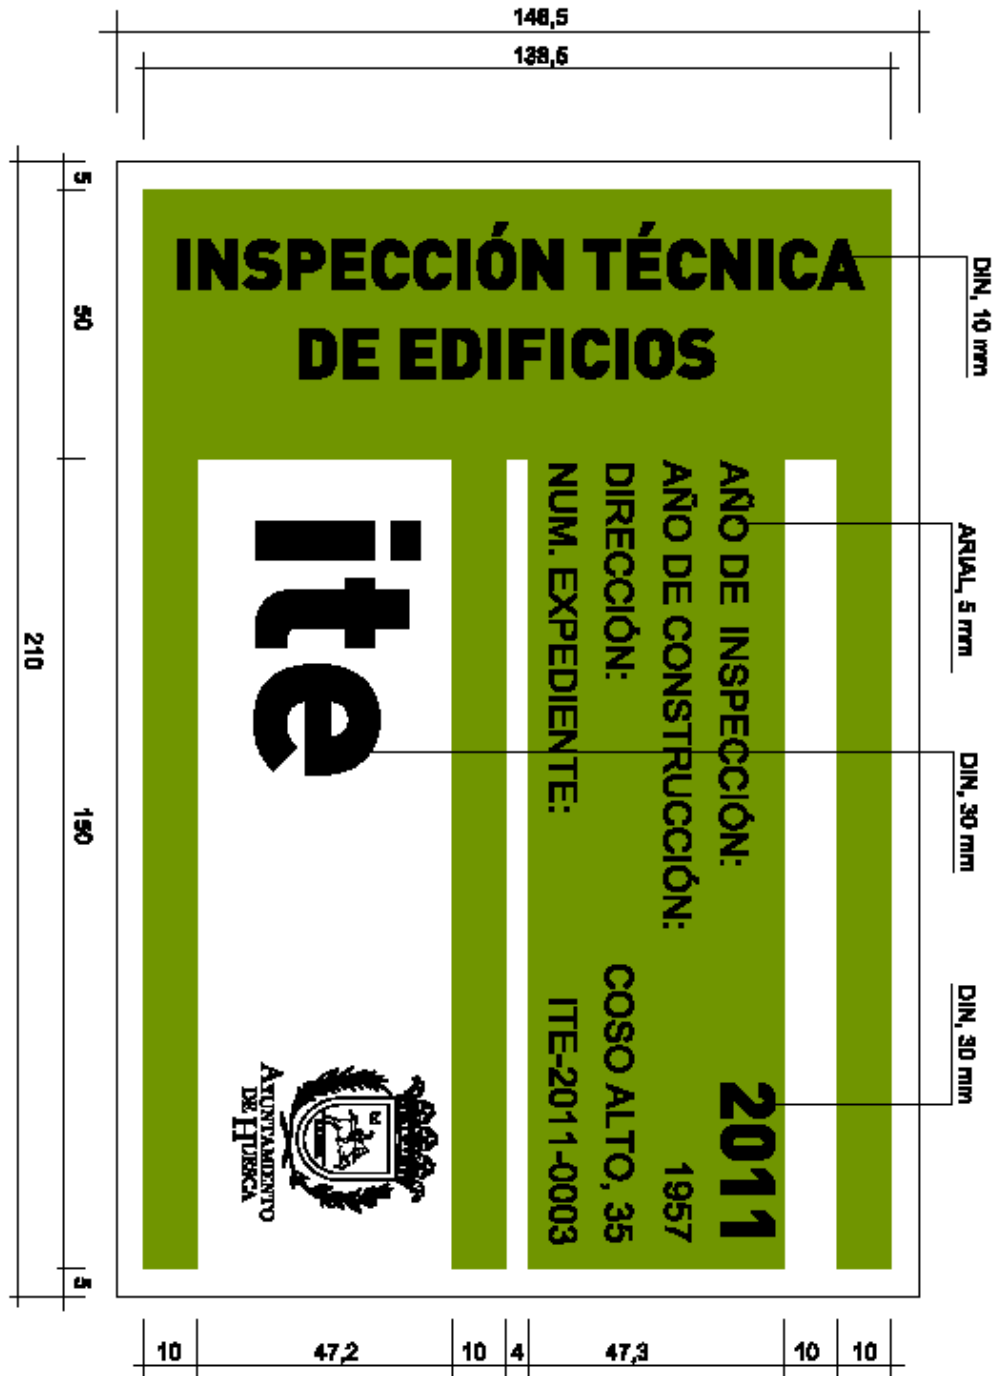 148,5
138,5
INSPECCIÓN TÉCNICA
DE EDIFICIOS
AÑO DE INSPECCIÓN: 2011
AÑO DE CONSTRUCCIÓN: 1957
DIRECCIÓN: COSO ALTO, 35
NUM. EXPEDIENTE: ITE-2011-0003
ite
AYUNTAMIENTO
DE HUESCA
DIN, 10 mm
ARIAL, 5 mm
DIN, 30 mm
DIN, 30 mm
5
50
150
5
210
10
47,2
10
4
47,3
10
10